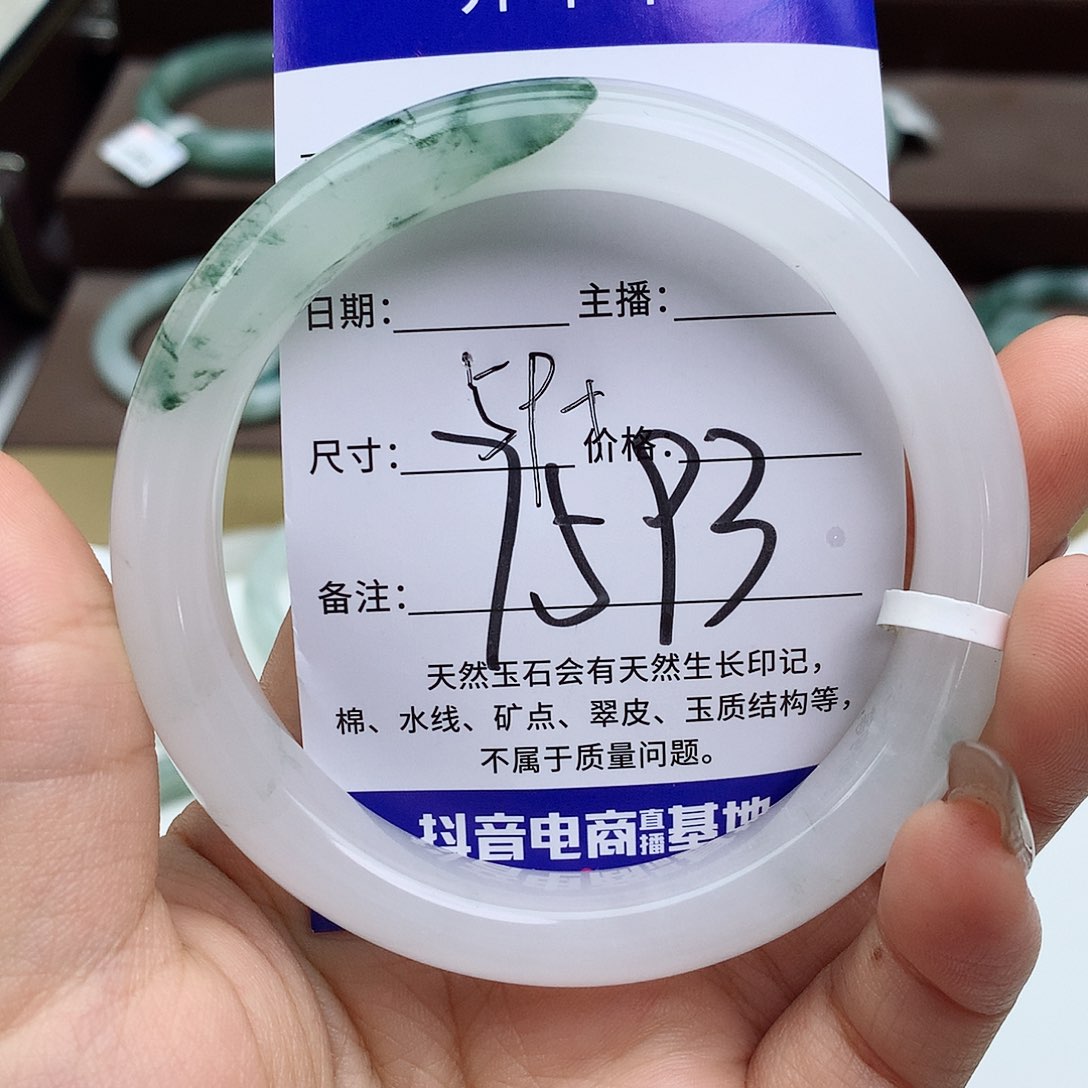 日期： 主播：
尺寸： 价格：
75P3
备注：
天然玉石会有天然生长印记，
棉、水线、矿点、翠皮、玉质结构等，
不属于质量问题。
抖音电商直播基地